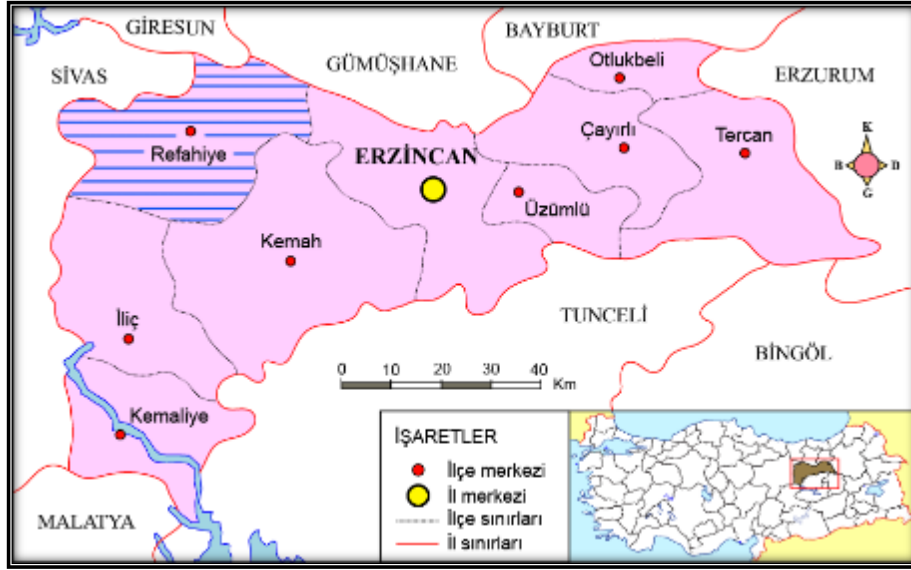 GİRESUN
BAYBURT
SİVAS
GÜMÜŞHANE
Otlukbeli
ERZURUM
Refahiye
ERZİNCAN
Çayırlı
Tercan
K
B
D
G
Üzümlü
Kemah
İliç
TUNCELİ
BİNGÖL
0 10 20 30 40
Km
Kemaliye
MALATYA
İŞARETLER
İlçe merkezi
İl merkezi
İlçe sınırları
İl sınırları